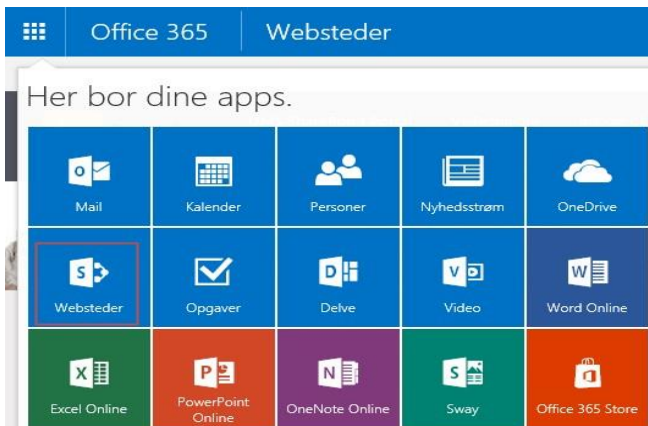 Office 365 Websteder
Her bor dine apps.
Mail Kalender Personer Nyhedsstrøm OneDrive
Websteder Opgaver Delve Video Word Online
Excel Online PowerPoint Online OneNote Online Sway Office 365 Store